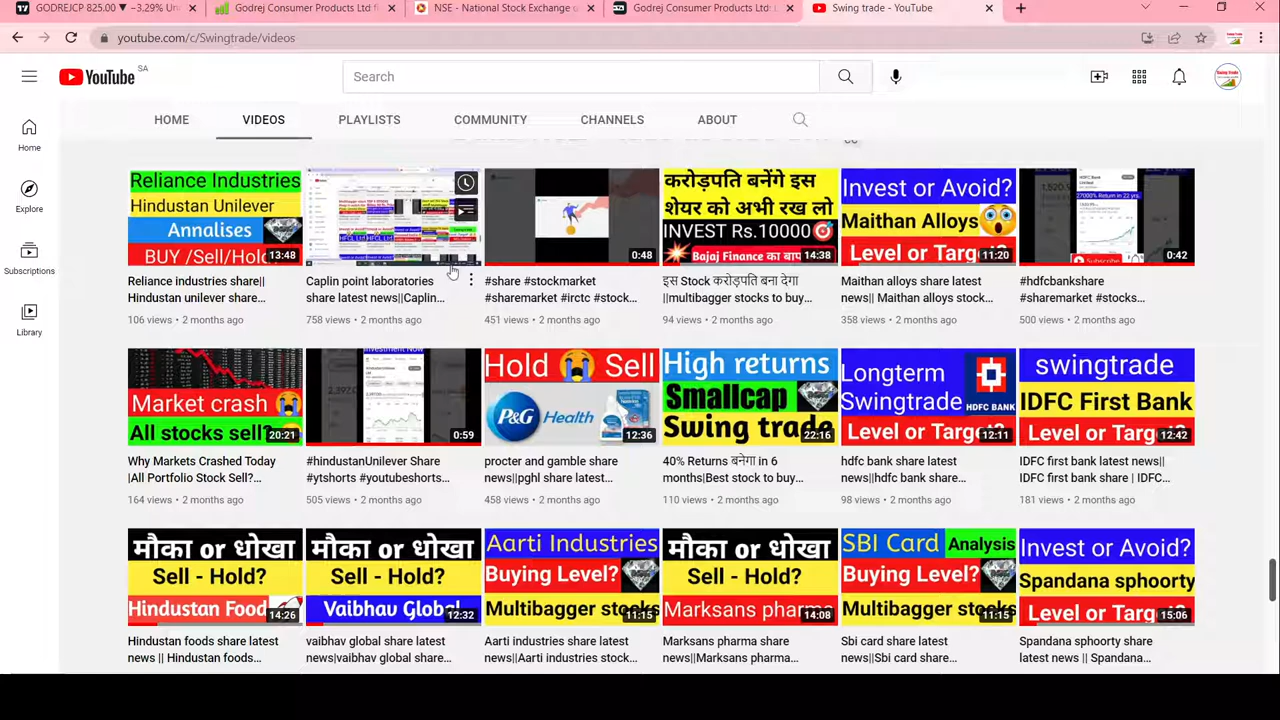 GODREJCP 825.00 ▼ −3.29% Un
Godrej Consumer Products Ltd fi
NSE - National Stock Exchange o
Godrej Consumer Products Ltd
Swing trade - YouTube
youtube.com/c/Swingtrade/videos
YouTube SA
Search
HOME
VIDEOS
PLAYLISTS
COMMUNITY
CHANNELS
ABOUT
Home
Explore
Subscriptions
Library
Reliance Industries
Hindustan Unilever
Annalises
BUY /Sell/Hold
13:48
Reliance industries share||
Hindustan unilever share...
106 views • 2 months ago
Caplin point laboratories
share latest news||Caplin...
758 views • 2 months ago
0:48
#share #stockmarket
#sharemarket #irctc #stock...
451 views • 2 months ago
करोड़पति बनेंगे इस
शेयर को अभी रख लो
INVEST Rs.10000
Bajaj Finance का बाप
14:38
इस Stock करोड़पति बना देगा
||multibagger stocks to buy...
94 views • 2 months ago
Invest or Avoid?
Maithan Alloys
Level or Target?
11:20
Maithan alloys share latest
news|| Maithan alloys stock...
358 views • 2 months ago
0:42
#hdfcbankshare
#sharemarket #stocks...
500 views • 2 months ago
Market crash
All stocks sell?
20:21
Why Markets Crashed Today
|All Portfolio Stock Sell?...
164 views • 2 months ago
0:59
#hindustanUnilever Share
#ytshorts #youtubeshorts...
505 views • 2 months ago
Hold Sell
P&G Health
12:36
procter and gamble share
news||pghl share latest...
458 views • 2 months ago
High returns
Smallcap
Swing trade
22:16
40% Returns बनेगा in 6
months|Best stock to buy...
110 views • 2 months ago
Longterm
Swingtrade
HDFC BANK
Level or Target?
12:11
hdfc bank share latest
news||hdfc bank share...
98 views • 2 months ago
swingtrade
IDFC First Bank
Level or Target?
12:42
IDFC first bank latest news||
IDFC first bank share | IDFC...
181 views • 2 months ago
मौका or धोखा
Sell - Hold?
Hindustan Food
14:26
Hindustan foods share latest
news || Hindustan foods...
मौका or धोखा
Sell - Hold?
Vaibhav Global
12:32
vaibhav global share latest
news|vaibhav global share...
Aarti Industries
Buying Level?
Multibagger stocks
11:15
Aarti industries share latest
news||Aarti industries stock...
मौका or धोखा
Sell - Hold?
Marksans pharma
14:08
Marksans pharma share
news||Marksans pharma...
SBI Card Analysis
Buying Level?
Multibagger stocks
11:15
Sbi card share latest
news||Sbi card share...
Invest or Avoid?
Spandana sphoorty
Level or Target?
15:06
Spandana sphoorty share
latest news || Spandana...